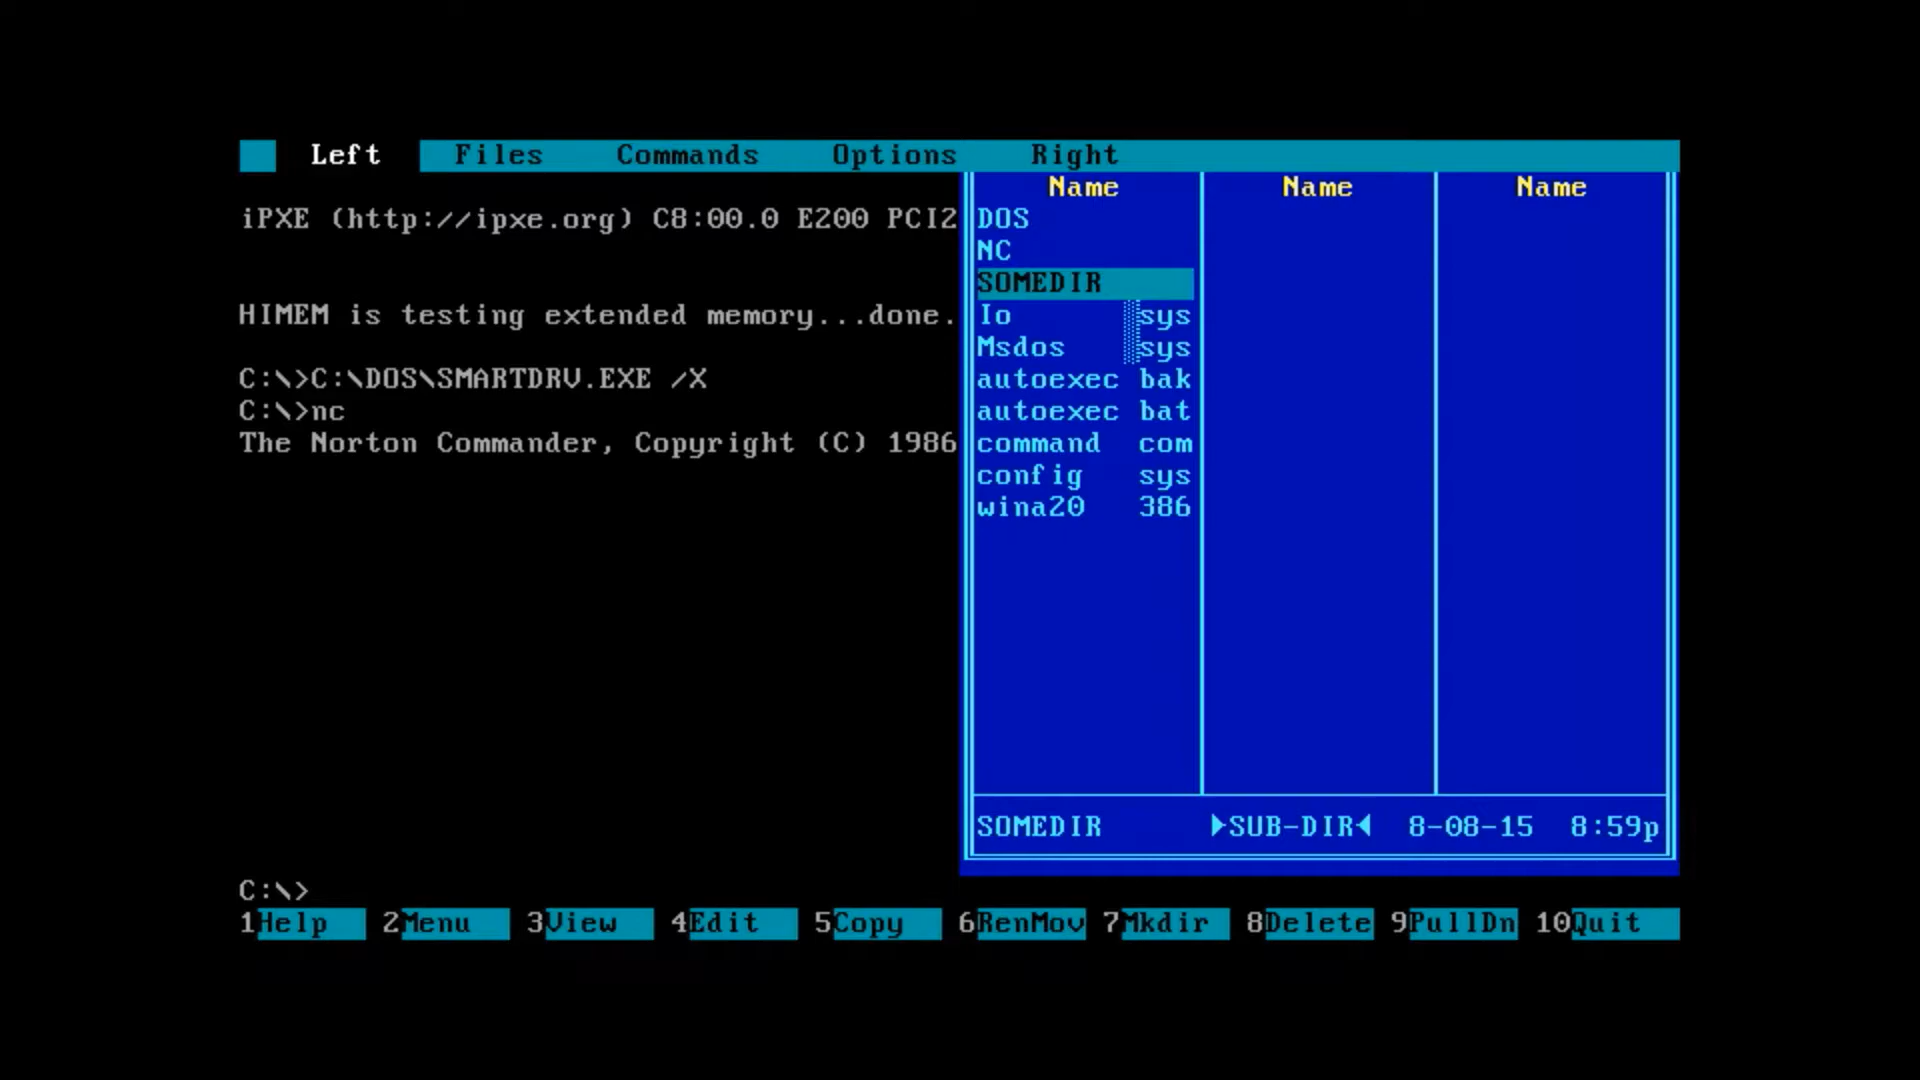 Left Files Commands Options Right
iPXE (http://ipxe.org) C8:00.0 E200 PCI2
HIMEM is testing extended memory...done.
C:\>C:\DOS\SMARTDRV.EXE /X
C:\>nc
The Norton Commander, Copyright (C) 1986
Name Name Name
DOS
NC
SOMEDIR
Io sys
Msdos sys
autoexec bak
autoexec bat
command com
config sys
wina20 386
SOMEDIR ►SUB-DIR◄ 8-08-15 8:59p
C:\>
1Help 2Menu 3View 4Edit 5Copy 6RenMov 7Mkdir 8Delete 9PullDn 10Quit